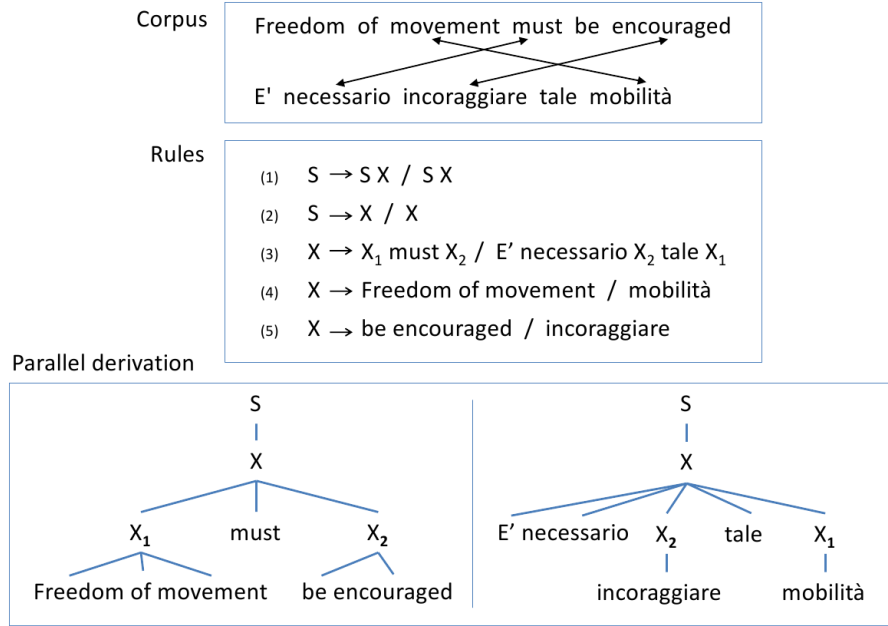 Corpus
Freedom of movement must be encouraged
E' necessario incoraggiare tale mobilità
Rules
(1) S → S X / S X
(2) S → X / X
(3) X → X₁ must X₂ / E’ necessario X₂ tale X₁
(4) X → Freedom of movement / mobilità
(5) X → be encouraged / incoraggiare
Parallel derivation
S
X
X₁ must X₂
Freedom of movement be encouraged
S
X
E’ necessario X₂ tale X₁
incoraggiare mobilità